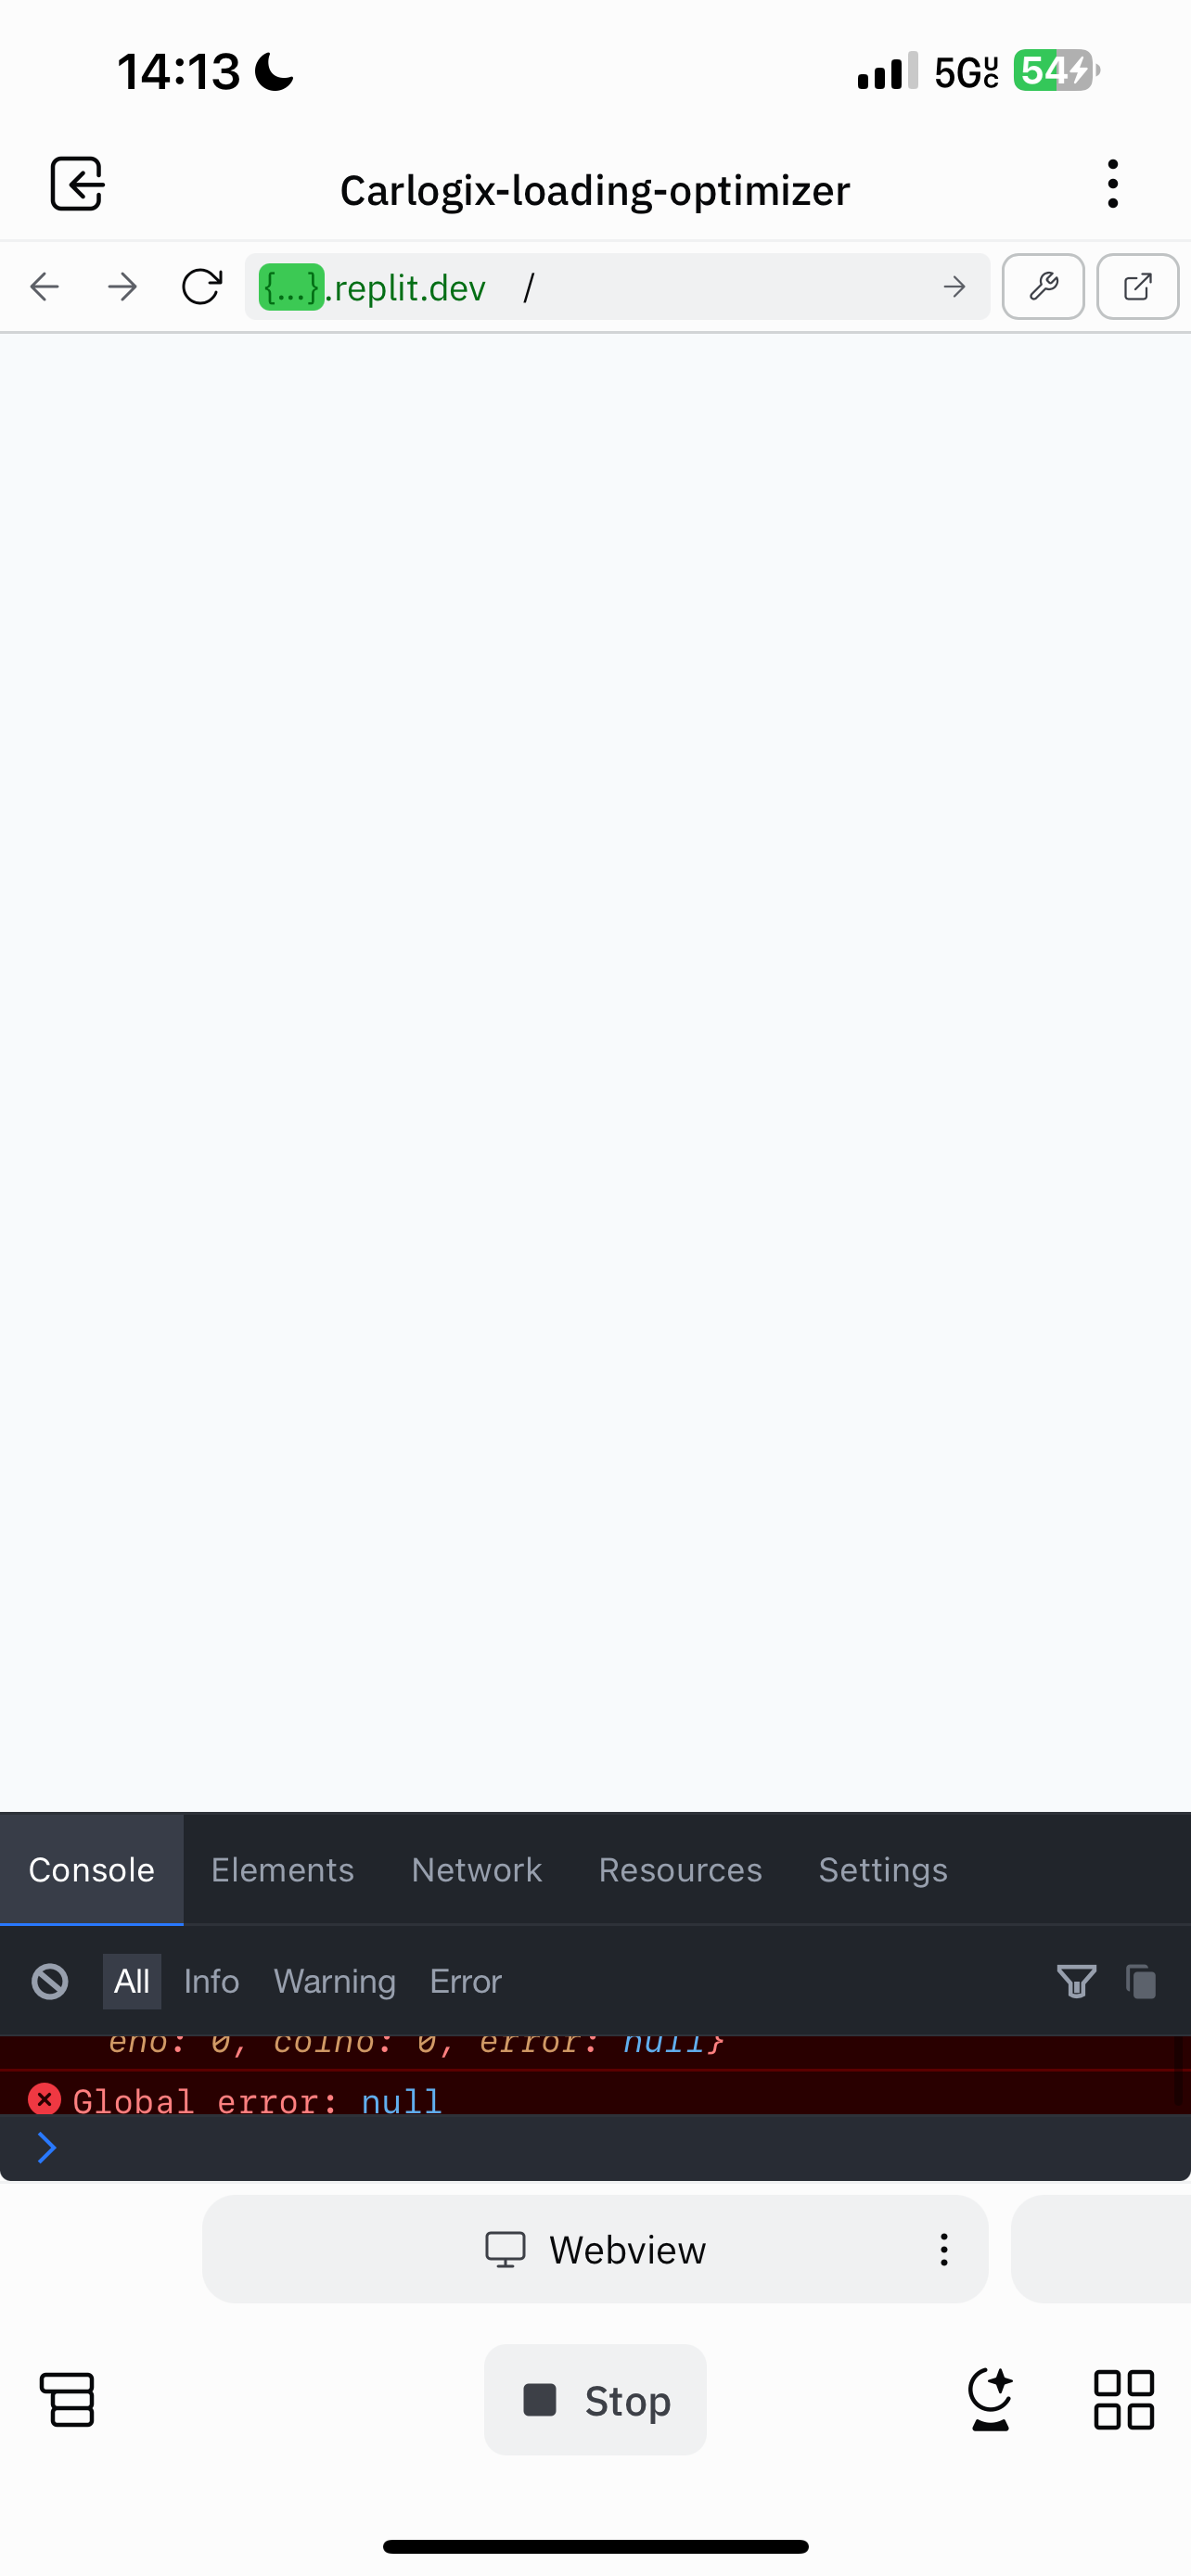 14:13 5GUC 54
Carlogix-loading-optimizer
{...}.replit.dev /
Console Elements Network Resources Settings
All Info Warning Error
eno: 0, colno: 0, error: null}
Global error: null
Webview
Stop